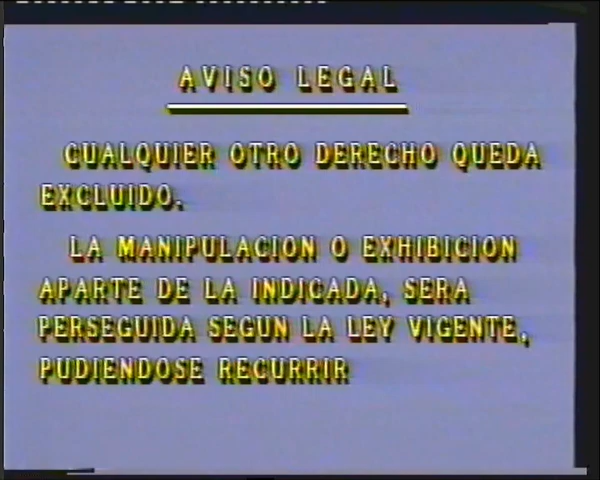 AVISO LEGAL
CUALQUIER OTRO DERECHO QUEDA
EXCLUIDO.
LA MANIPULACION O EXHIBICION
APARTE DE LA INDICADA, SERA
PERSEGUIDA SEGUN LA LEY VIGENTE,
PUDIENDOSE RECURRIR